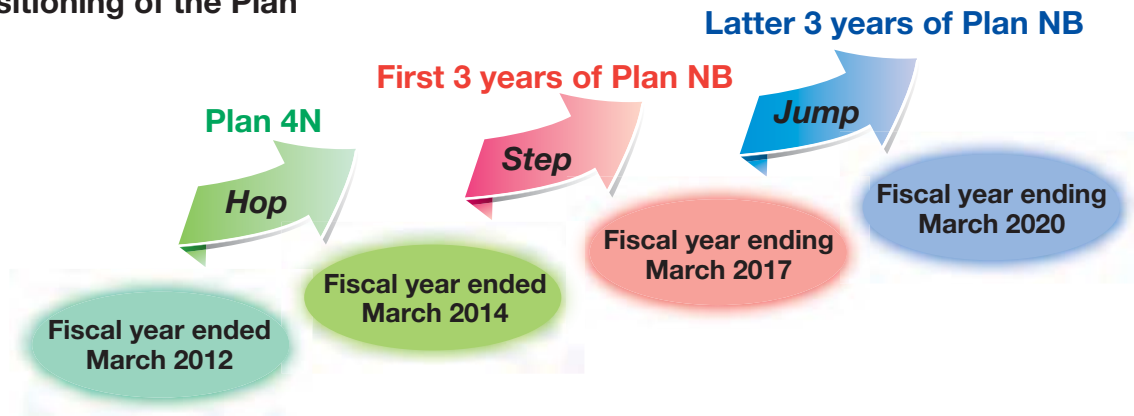 sitioning of the Plan
Latter 3 years of Plan NB
First 3 years of Plan NB
Plan 4N
Jump
Step
Hop
Fiscal year ending
March 2020
Fiscal year ending
March 2017
Fiscal year ended
March 2014
Fiscal year ended
March 2012